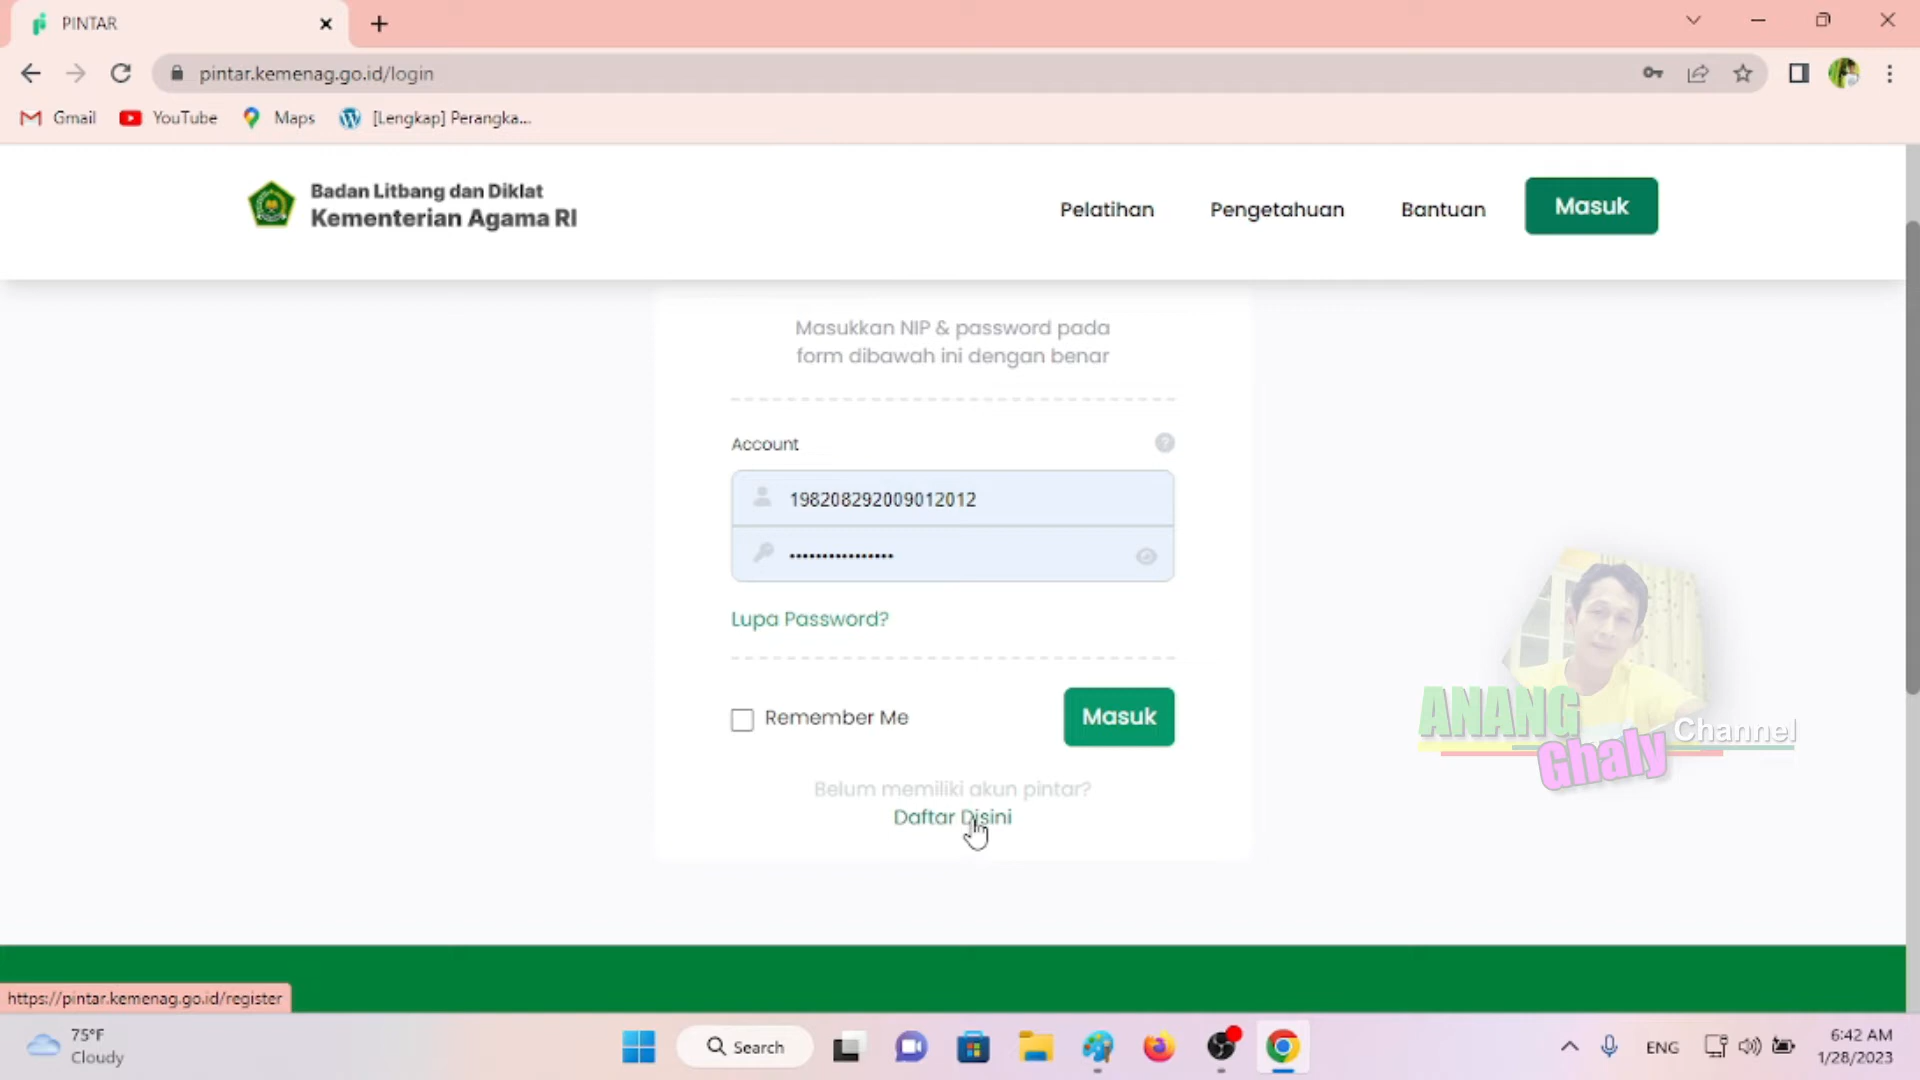 PINTAR
pintar.kemenag.go.id/login
Gmail
YouTube
Maps
[Lengkap] Perangka...
Badan Litbang dan Diklat
Kementerian Agama RI
Pelatihan
Pengetahuan
Bantuan
Masuk
Masukkan NIP & password pada
form dibawah ini dengan benar
Account
198208292009012012
Lupa Password?
Remember Me
Masuk
Belum memiliki akun pintar?
Daftar Disini
ANANG
Ghaly
Channel
https://pintar.kemenag.go.id/register
75°F
Cloudy
Search
ENG
6:42 AM
1/28/2023